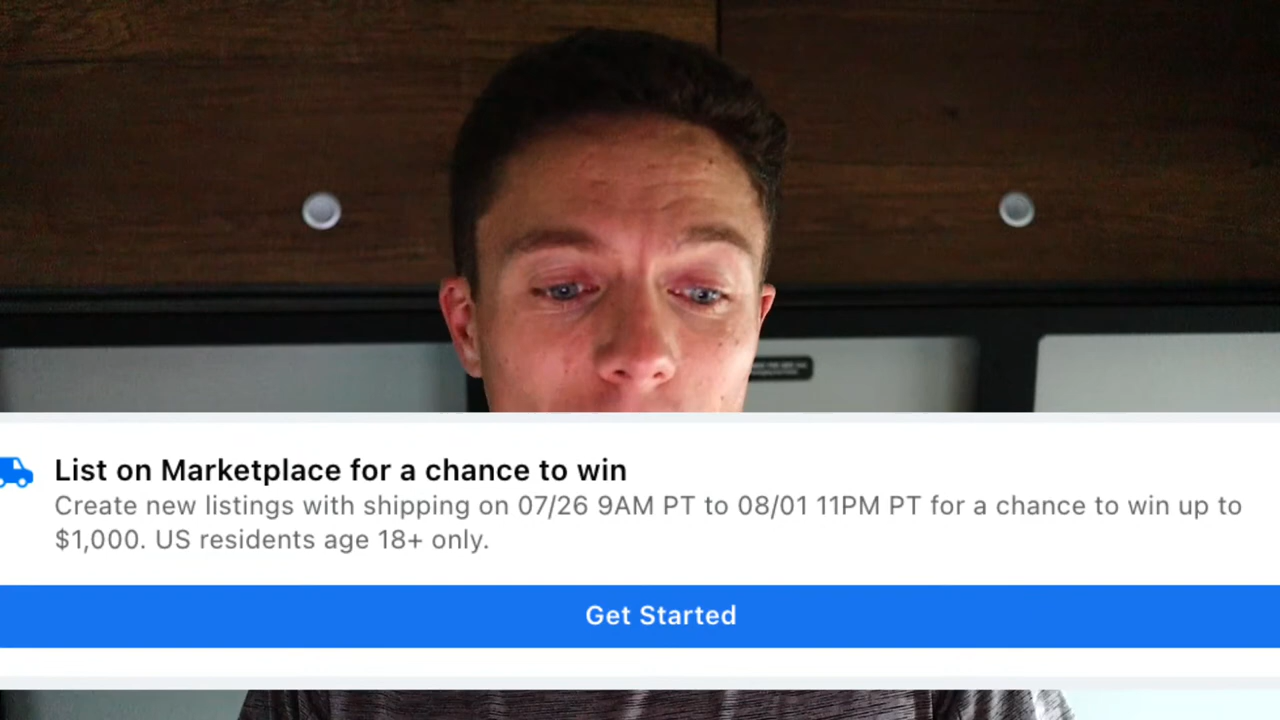 List on Marketplace for a chance to win
Create new listings with shipping on 07/26 9AM PT to 08/01 11PM PT for a chance to win up to
$1,000. US residents age 18+ only.
Get Started